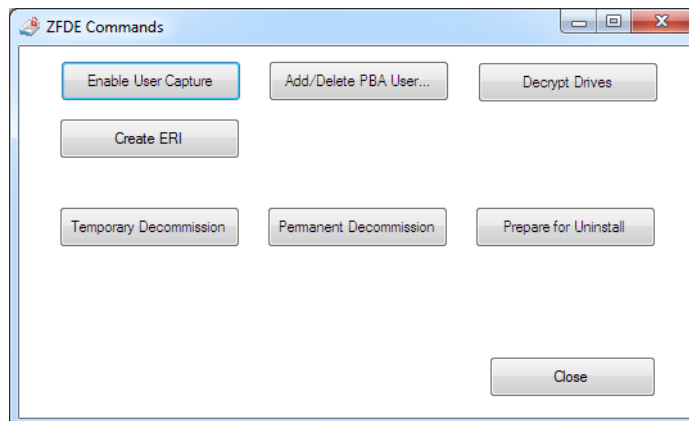 ZFDE Commands
Enable User Capture
Add/Delete PBA User...
Decrypt Drives
Create ERI
Temporary Decommission
Permanent Decommission
Prepare for Uninstall
Close